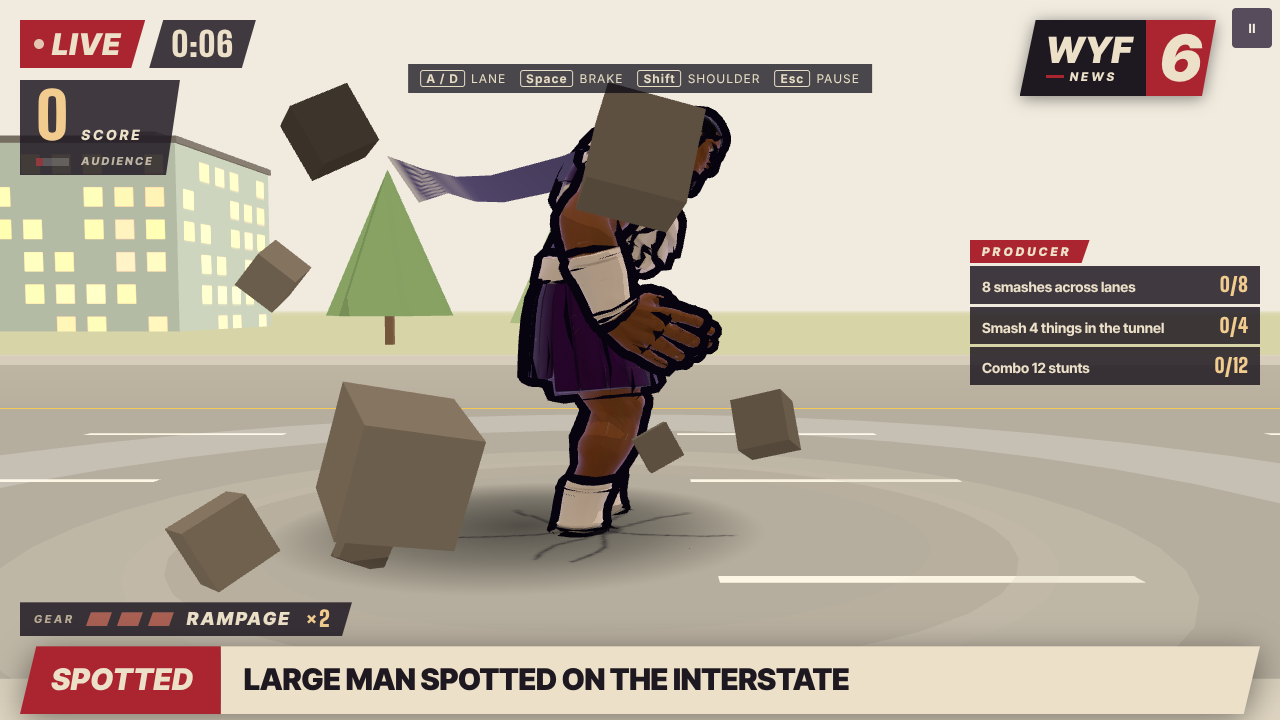 LIVE
0:06
0 SCORE
AUDIENCE
A / D LANE Space BRAKE Shift SHOULDER Esc PAUSE
WYF
NEWS
6
PRODUCER
8 smashes across lanes 0/8
Smash 4 things in the tunnel 0/4
Combo 12 stunts 0/12
GEAR RAMPAGE ×2
SPOTTED
LARGE MAN SPOTTED ON THE INTERSTATE